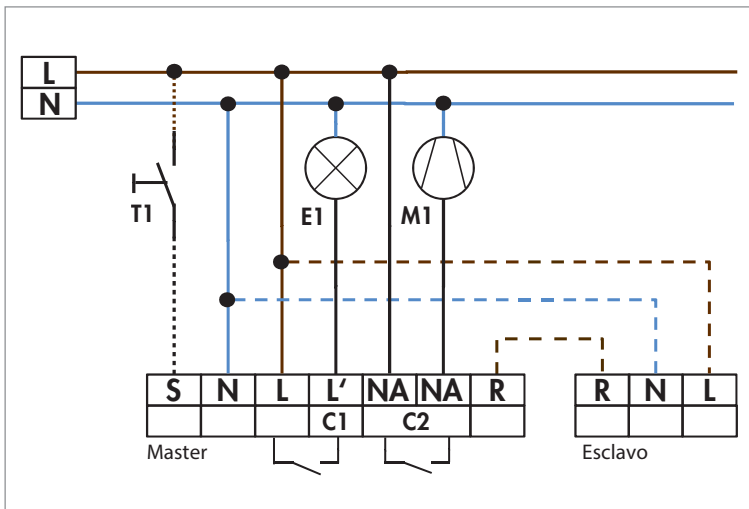 L
N
T1
E1
M1
S N L L′ NA NA R
R N L
C1 C2
Master
Esclavo